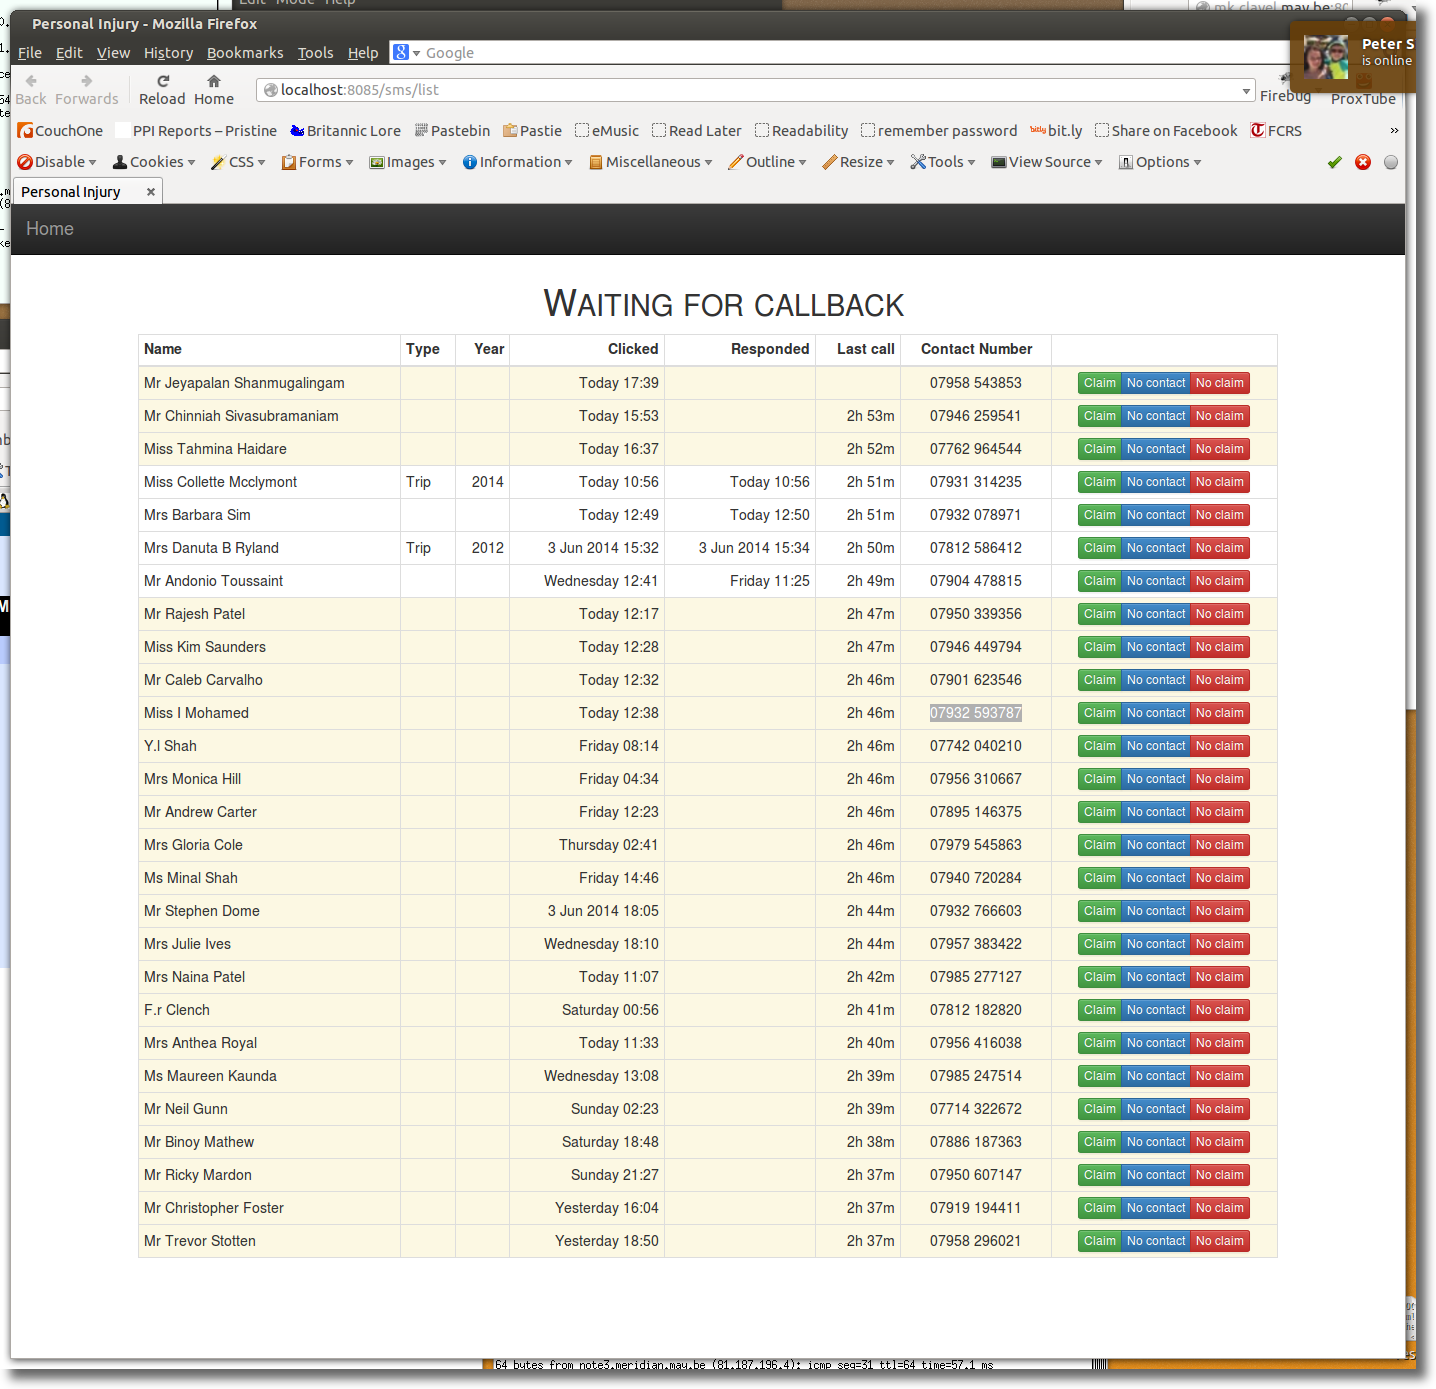 Edit Mode Help
mk.clavel.may.be:80
Personal Injury - Mozilla Firefox
Peter S
is online
File Edit View History Bookmarks Tools Help Google
Back Forwards Reload Home localhost:8085/sms/list Firebug ProxTube
CouchOne PPI Reports – Pristine Britannic Lore Pastebin Pastie eMusic Read Later Readability remember password bit.ly Share on Facebook FCRS »
Disable Cookies CSS Forms Images Information Miscellaneous Outline Resize Tools View Source Options
Personal Injury ×
Home
WAITING FOR CALLBACK
Name Type Year Clicked Responded Last call Contact Number
Mr Jeyapalan Shanmugalingam Today 17:39 07958 543853 Claim No contact No claim
Mr Chinniah Sivasubramaniam Today 15:53 2h 53m 07946 259541 Claim No contact No claim
Miss Tahmina Haidare Today 16:37 2h 52m 07762 964544 Claim No contact No claim
Miss Collette Mcclymont Trip 2014 Today 10:56 Today 10:56 2h 51m 07931 314235 Claim No contact No claim
Mrs Barbara Sim Today 12:49 Today 12:50 2h 51m 07932 078971 Claim No contact No claim
Mrs Danuta B Ryland Trip 2012 3 Jun 2014 15:32 3 Jun 2014 15:34 2h 50m 07812 586412 Claim No contact No claim
Mr Andonio Toussaint Wednesday 12:41 Friday 11:25 2h 49m 07904 478815 Claim No contact No claim
Mr Rajesh Patel Today 12:17 2h 47m 07950 339356 Claim No contact No claim
Miss Kim Saunders Today 12:28 2h 47m 07946 449794 Claim No contact No claim
Mr Caleb Carvalho Today 12:32 2h 46m 07901 623546 Claim No contact No claim
Miss I Mohamed Today 12:38 2h 46m 07932 593787 Claim No contact No claim
Y.l Shah Friday 08:14 2h 46m 07742 040210 Claim No contact No claim
Mrs Monica Hill Friday 04:34 2h 46m 07956 310667 Claim No contact No claim
Mr Andrew Carter Friday 12:23 2h 46m 07895 146375 Claim No contact No claim
Mrs Gloria Cole Thursday 02:41 2h 46m 07979 545863 Claim No contact No claim
Ms Minal Shah Friday 14:46 2h 46m 07940 720284 Claim No contact No claim
Mr Stephen Dome 3 Jun 2014 18:05 2h 44m 07932 766603 Claim No contact No claim
Mrs Julie Ives Wednesday 18:10 2h 44m 07957 383422 Claim No contact No claim
Mrs Naina Patel Today 11:07 2h 42m 07985 277127 Claim No contact No claim
F.r Clench Saturday 00:56 2h 41m 07812 182820 Claim No contact No claim
Mrs Anthea Royal Today 11:33 2h 40m 07956 416038 Claim No contact No claim
Ms Maureen Kaunda Wednesday 13:08 2h 39m 07985 247514 Claim No contact No claim
Mr Neil Gunn Sunday 02:23 2h 39m 07714 322672 Claim No contact No claim
Mr Binoy Mathew Saturday 18:48 2h 38m 07886 187363 Claim No contact No claim
Mr Ricky Mardon Sunday 21:27 2h 37m 07950 607147 Claim No contact No claim
Mr Christopher Foster Yesterday 16:04 2h 37m 07919 194411 Claim No contact No claim
Mr Trevor Stotten Yesterday 18:50 2h 37m 07958 296021 Claim No contact No claim
64 bytes from note3.meridian.may.be (81.187.196.4): icmp_seq=31 ttl=64 time=57.1 ms